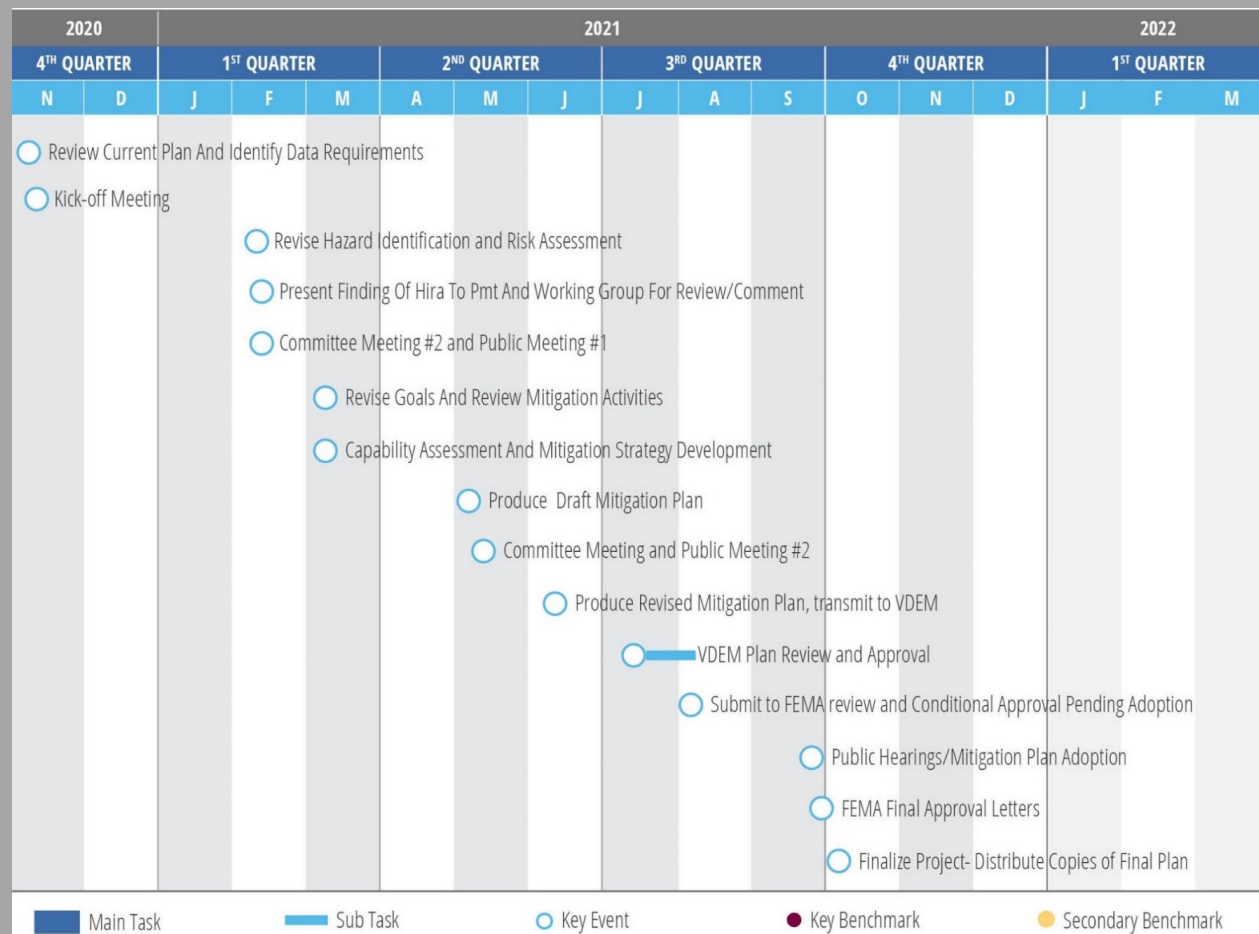 2020 2021 2022
4TH QUARTER 1ST QUARTER 2ND QUARTER 3RD QUARTER 4TH QUARTER 1ST QUARTER
N D J F M A M J J A S O N D J F M
Review Current Plan And Identify Data Requirements
Kick-off Meeting
Revise Hazard Identification and Risk Assessment
Present Finding Of Hira To Pmt And Working Group For Review/Comment
Committee Meeting #2 and Public Meeting #1
Revise Goals And Review Mitigation Activities
Capability Assessment And Mitigation Strategy Development
Produce Draft Mitigation Plan
Committee Meeting and Public Meeting #2
Produce Revised Mitigation Plan, transmit to VDEM
VDEM Plan Review and Approval
Submit to FEMA review and Conditional Approval Pending Adoption
Public Hearings/Mitigation Plan Adoption
FEMA Final Approval Letters
Finalize Project- Distribute Copies of Final Plan
Main Task Sub Task Key Event Key Benchmark Secondary Benchmark